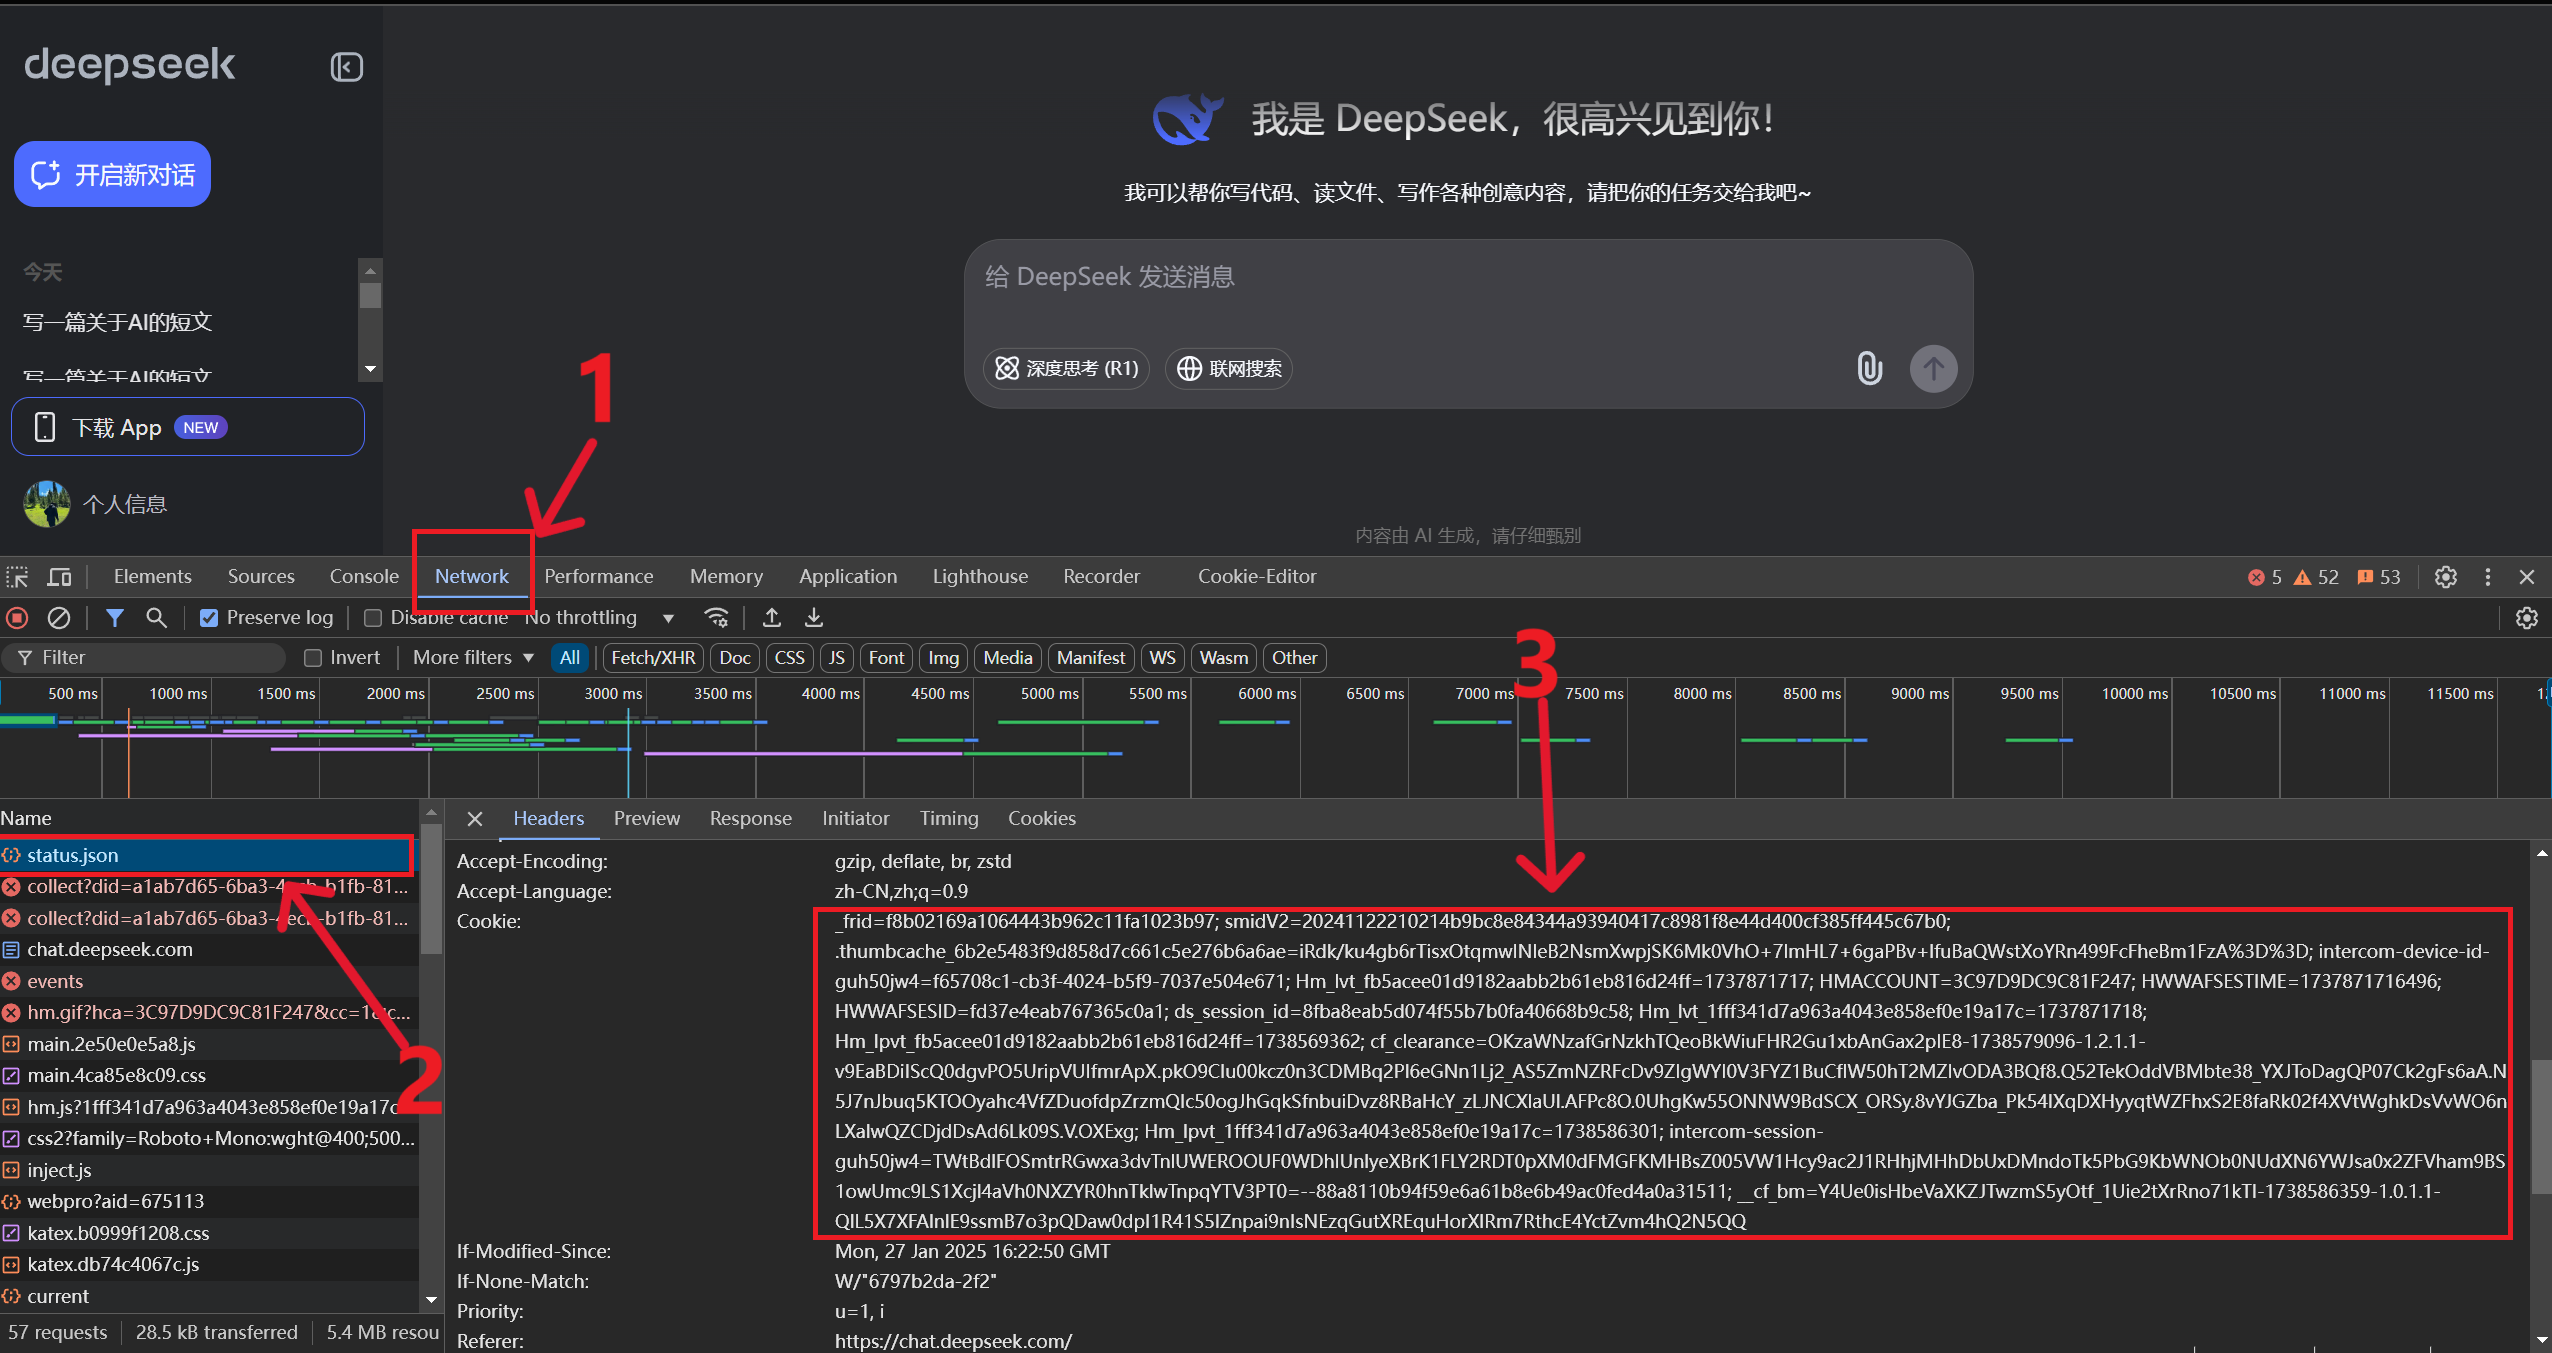 deepseek
开启新对话
今天
写一篇关于AI的短文
写一篇关于AI的短文
下载 App NEW
个人信息
我是 DeepSeek，很高兴见到你！
我可以帮你写代码、读文件、写作各种创意内容，请把你的任务交给我吧~
给 DeepSeek 发送消息
深度思考 (R1) 联网搜索
内容由 AI 生成，请仔细甄别
1
Elements Sources Console Network Performance Memory Application Lighthouse Recorder Cookie-Editor 5 52 53
Preserve log Disable cache No throttling
Filter Invert More filters All Fetch/XHR Doc CSS JS Font Img Media Manifest WS Wasm Other
3
500 ms 1000 ms 1500 ms 2000 ms 2500 ms 3000 ms 3500 ms 4000 ms 4500 ms 5000 ms 5500 ms 6000 ms 6500 ms 7000 ms 7500 ms 8000 ms 8500 ms 9000 ms 9500 ms 10000 ms 10500 ms 11000 ms 11500 ms
Name
status.json
collect?did=a1ab7d65-6ba3-4ecb-b1fb-81...
collect?did=a1ab7d65-6ba3-4ecb-b1fb-81...
chat.deepseek.com
events
hm.gif?hca=3C97D9DC9C81F247&cc=1&c...
main.2e50e0e5a8.js
2
main.4ca85e8c09.css
hm.js?1fff341d7a963a4043e858ef0e19a17c
css2?family=Roboto+Mono:wght@400;500...
inject.js
webpro?aid=675113
katex.b0999f1208.css
katex.db74c4067c.js
current
57 requests 28.5 kB transferred 5.4 MB resou
Headers Preview Response Initiator Timing Cookies
Accept-Encoding: gzip, deflate, br, zstd
Accept-Language: zh-CN,zh;q=0.9
Cookie: _frid=f8b02169a1064443b962c11fa1023b97; smidV2=20241122210214b9bc8e84344a93940417c8981f8e44d400cf385ff445c67b0;
.thumbcache_6b2e5483f9d858d7c661c5e276b6a6ae=iRdk/ku4gb6rTisxOtqmwlNleB2NsmXwpjSK6Mk0VhO+7lmHL7+6gaPBv+IfuBaQWstXoYRn499FcFheBm1FzA%3D%3D; intercom-device-id-
guh50jw4=f65708c1-cb3f-4024-b5f9-7037e504e671; Hm_lvt_fb5acee01d9182aabb2b61eb816d24ff=1737871717; HMACCOUNT=3C97D9DC9C81F247; HWWAFSESTIME=1737871716496;
HWWAFSESID=fd37e4eab767365c0a1; ds_session_id=8fba8eab5d074f55b7b0fa40668b9c58; Hm_lvt_1fff341d7a963a4043e858ef0e19a17c=1737871718;
Hm_lpvt_fb5acee01d9182aabb2b61eb816d24ff=1738569362; cf_clearance=OKzaWNzafGrNzkhTQeoBkWiuFHR2Gu1xbAnGax2plE8-1738579096-1.2.1.1-
v9EaBDiIScQ0dgvPO5UripVUIfmrApX.pkO9CIu00kcz0n3CDMBq2Pl6eGNn1Lj2_AS5ZmNZRFcDv9ZIgWYl0V3FYZ1BuCflW50hT2MZlvODA3BQf8.Q52TekOddVBMbte38_YXJToDagQP07Ck2gFs6aA.N
5J7nJbuq5KTOOyahc4VfZDuofdpZrzmQIc50ogJhGqkSfnbuiDvz8RBaHcY_zLJNCXlaUI.AFPc8O.0UhgKw55ONNW9BdSCX_ORSy.8vYJGZba_Pk54IXqDXHyyqtWZFhxS2E8faRk02f4XVtWghkDsVvWO6n
LXalwQZCDjdDsAd6Lk09S.V.OXExg; Hm_lpvt_1fff341d7a963a4043e858ef0e19a17c=1738586301; intercom-session-
guh50jw4=TWtBdlFOSmtrRGwxa3dvTnlUWEROOUF0WDhlUnlyeXBrK1FLY2RDT0pXM0dFMGFKMHBsZ005VW1Hcy9ac2J1RHhjMHhDbUxDMndoTk5PbG9KbWNOb0NUdXN6YWJsa0x2ZFVham9BS
1owUmc9LS1Xcjl4aVh0NXZYR0hnTklwTnpqYTV3PT0=--88a8110b94f59e6a61b8e6b49ac0fed4a0a31511; __cf_bm=Y4Ue0isHbeVaXKZJTwzmS5yOtf_1Uie2tXrRno71kTI-1738586359-1.0.1.1-
QIL5X7XFAlnIE9ssmB7o3pQDaw0dpI1R41S5IZnpai9nIsNEzqGutXREquHorXIRm7RthcE4YctZvm4hQ2N5QQ
If-Modified-Since: Mon, 27 Jan 2025 16:22:50 GMT
If-None-Match: W/"6797b2da-2f2"
Priority: u=1, i
Referer: https://chat.deepseek.com/